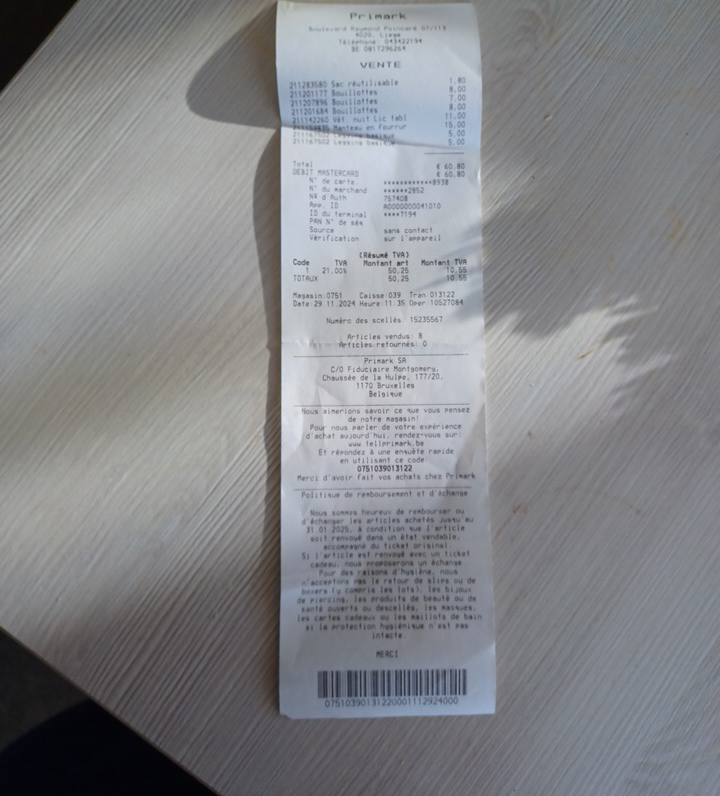 Primark
Boulevard Raymond Poincaré 07/113
4020, Liege
Téléphone: 043422194
BE 0817296264
VENTE
211283580 Sac réutilisable 1,80
211201177 Bouillottes 8,00
211207896 Bouillottes 7,00
211201684 Bouillottes 8,00
211142260 Vêt. nuit Lic tabl 11,00
Manteau en fourrur 15,00
211167502 Legging basique 5,00
211167502 Legging basique 5,00
Total € 60,80
DEBIT MASTERCARD € 60,80
N° de carte ************8938
N° du marchand ******2852
N° d'Auth 751408
App. ID A0000000041010
ID du terminal ****7194
PAN N° de séq
Source sans contact
Vérification sur l'appareil
(Résumé TVA)
Code TVA Montant art Montant TVA
1 21.00% 50,25 10,55
TOTAUX 50,25 10,55
Magasin:0751 Caisse:039 Tran:013122
Date:29.11.2024 Heure:11:35 Oper:10527084
Numéro des scellés: 15235567
Articles vendus: 8
Articles retournés: 0
Primark SA
C/O Fiduciaire Montgomery,
Chaussée de la Hulpe, 177/20,
1170 Bruxelles
Belgique
Nous aimerions savoir ce que vous pensez
de notre magasin!
Pour nous parler de votre expérience
d'achat aujourd'hui, rendez-vous sur:
www.tellprimark.be
Et répondez à une enquête rapide
en utilisant ce code:
0751039013122
Merci d'avoir fait vos achats chez Primark
Politique de remboursement et d'échange
Nous sommes heureux de rembourser ou
d'échanger les articles achetés jusqu'au
31.01.2025, à condition que l'article
soit renvoyé dans un état vendable,
accompagné du ticket original.
Si l'article est renvoyé avec un ticket
cadeau, nous proposerons un échange
Pour des raisons d'hygiène, nous
n'acceptons pas le retour de slips ou de
boxers (y compris les lots), les bijoux
de piercing, les produits de beauté ou de
santé ouverts ou descellés, les masques,
les cartes cadeaux ou les maillots de bain
si la protection hygiénique n'est pas
intacte.
MERCI
07510390131220001112924000